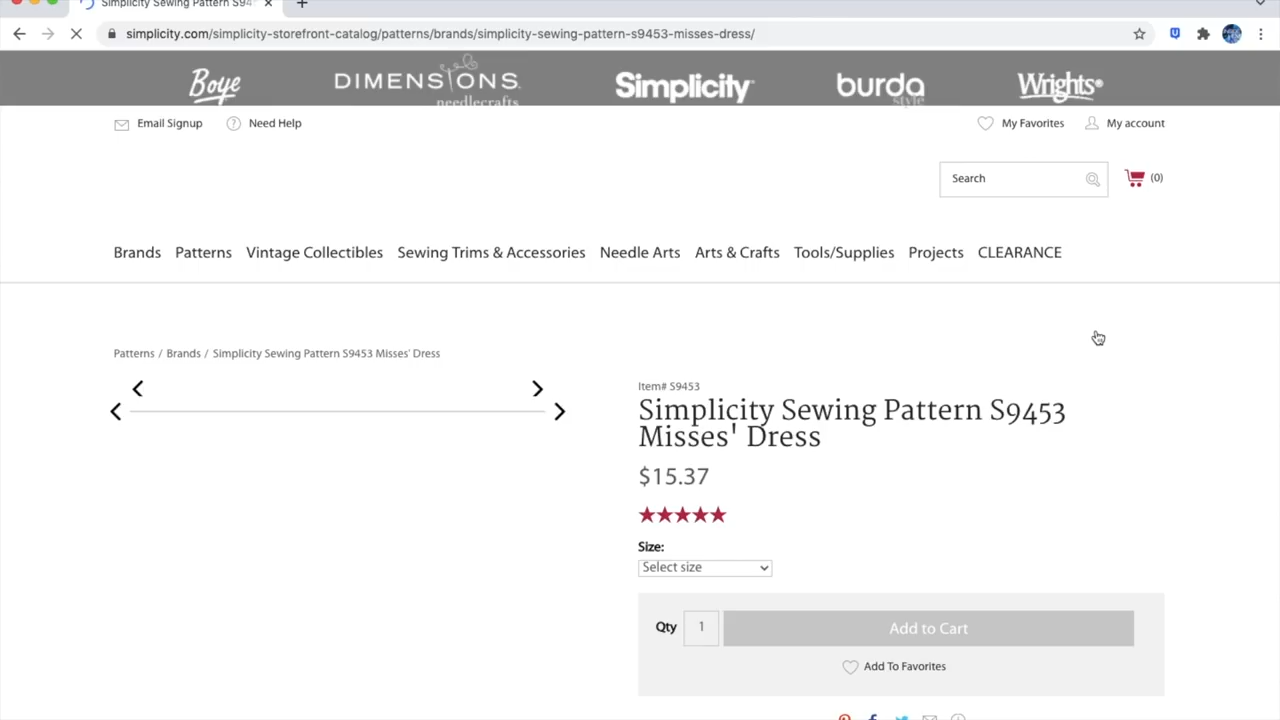 Simplicity Sewing Pattern S94
simplicity.com/simplicity-storefront-catalog/patterns/brands/simplicity-sewing-pattern-s9453-misses-dress/
Boye DIMENSIONS needlecrafts Simplicity burda style Wrights
Email Signup Need Help My Favorites My account
Search (0)
Brands Patterns Vintage Collectibles Sewing Trims & Accessories Needle Arts Arts & Crafts Tools/Supplies Projects CLEARANCE
Patterns / Brands / Simplicity Sewing Pattern S9453 Misses' Dress
Item# S9453
Simplicity Sewing Pattern S9453
Misses' Dress
$15.37
Size:
Select size
Qty 1 Add to Cart
Add To Favorites